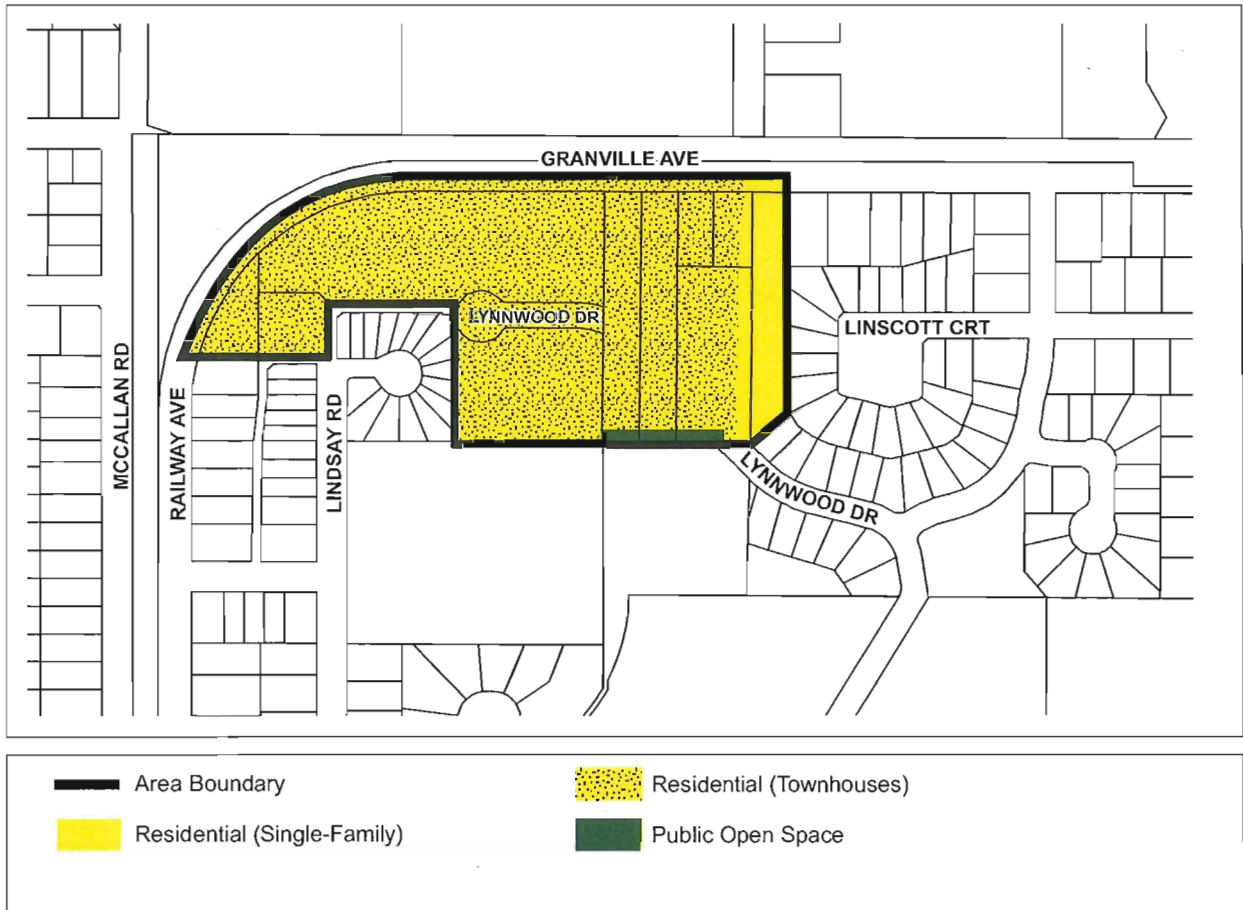 GRANVILLE AVE
LYNNWOOD DR
LINSCOTT CRT
MCCALLAN RD
RAILWAY AVE
LINDSAY RD
LYNNWOOD DR
Area Boundary
Residential (Townhouses)
Residential (Single-Family)
Public Open Space